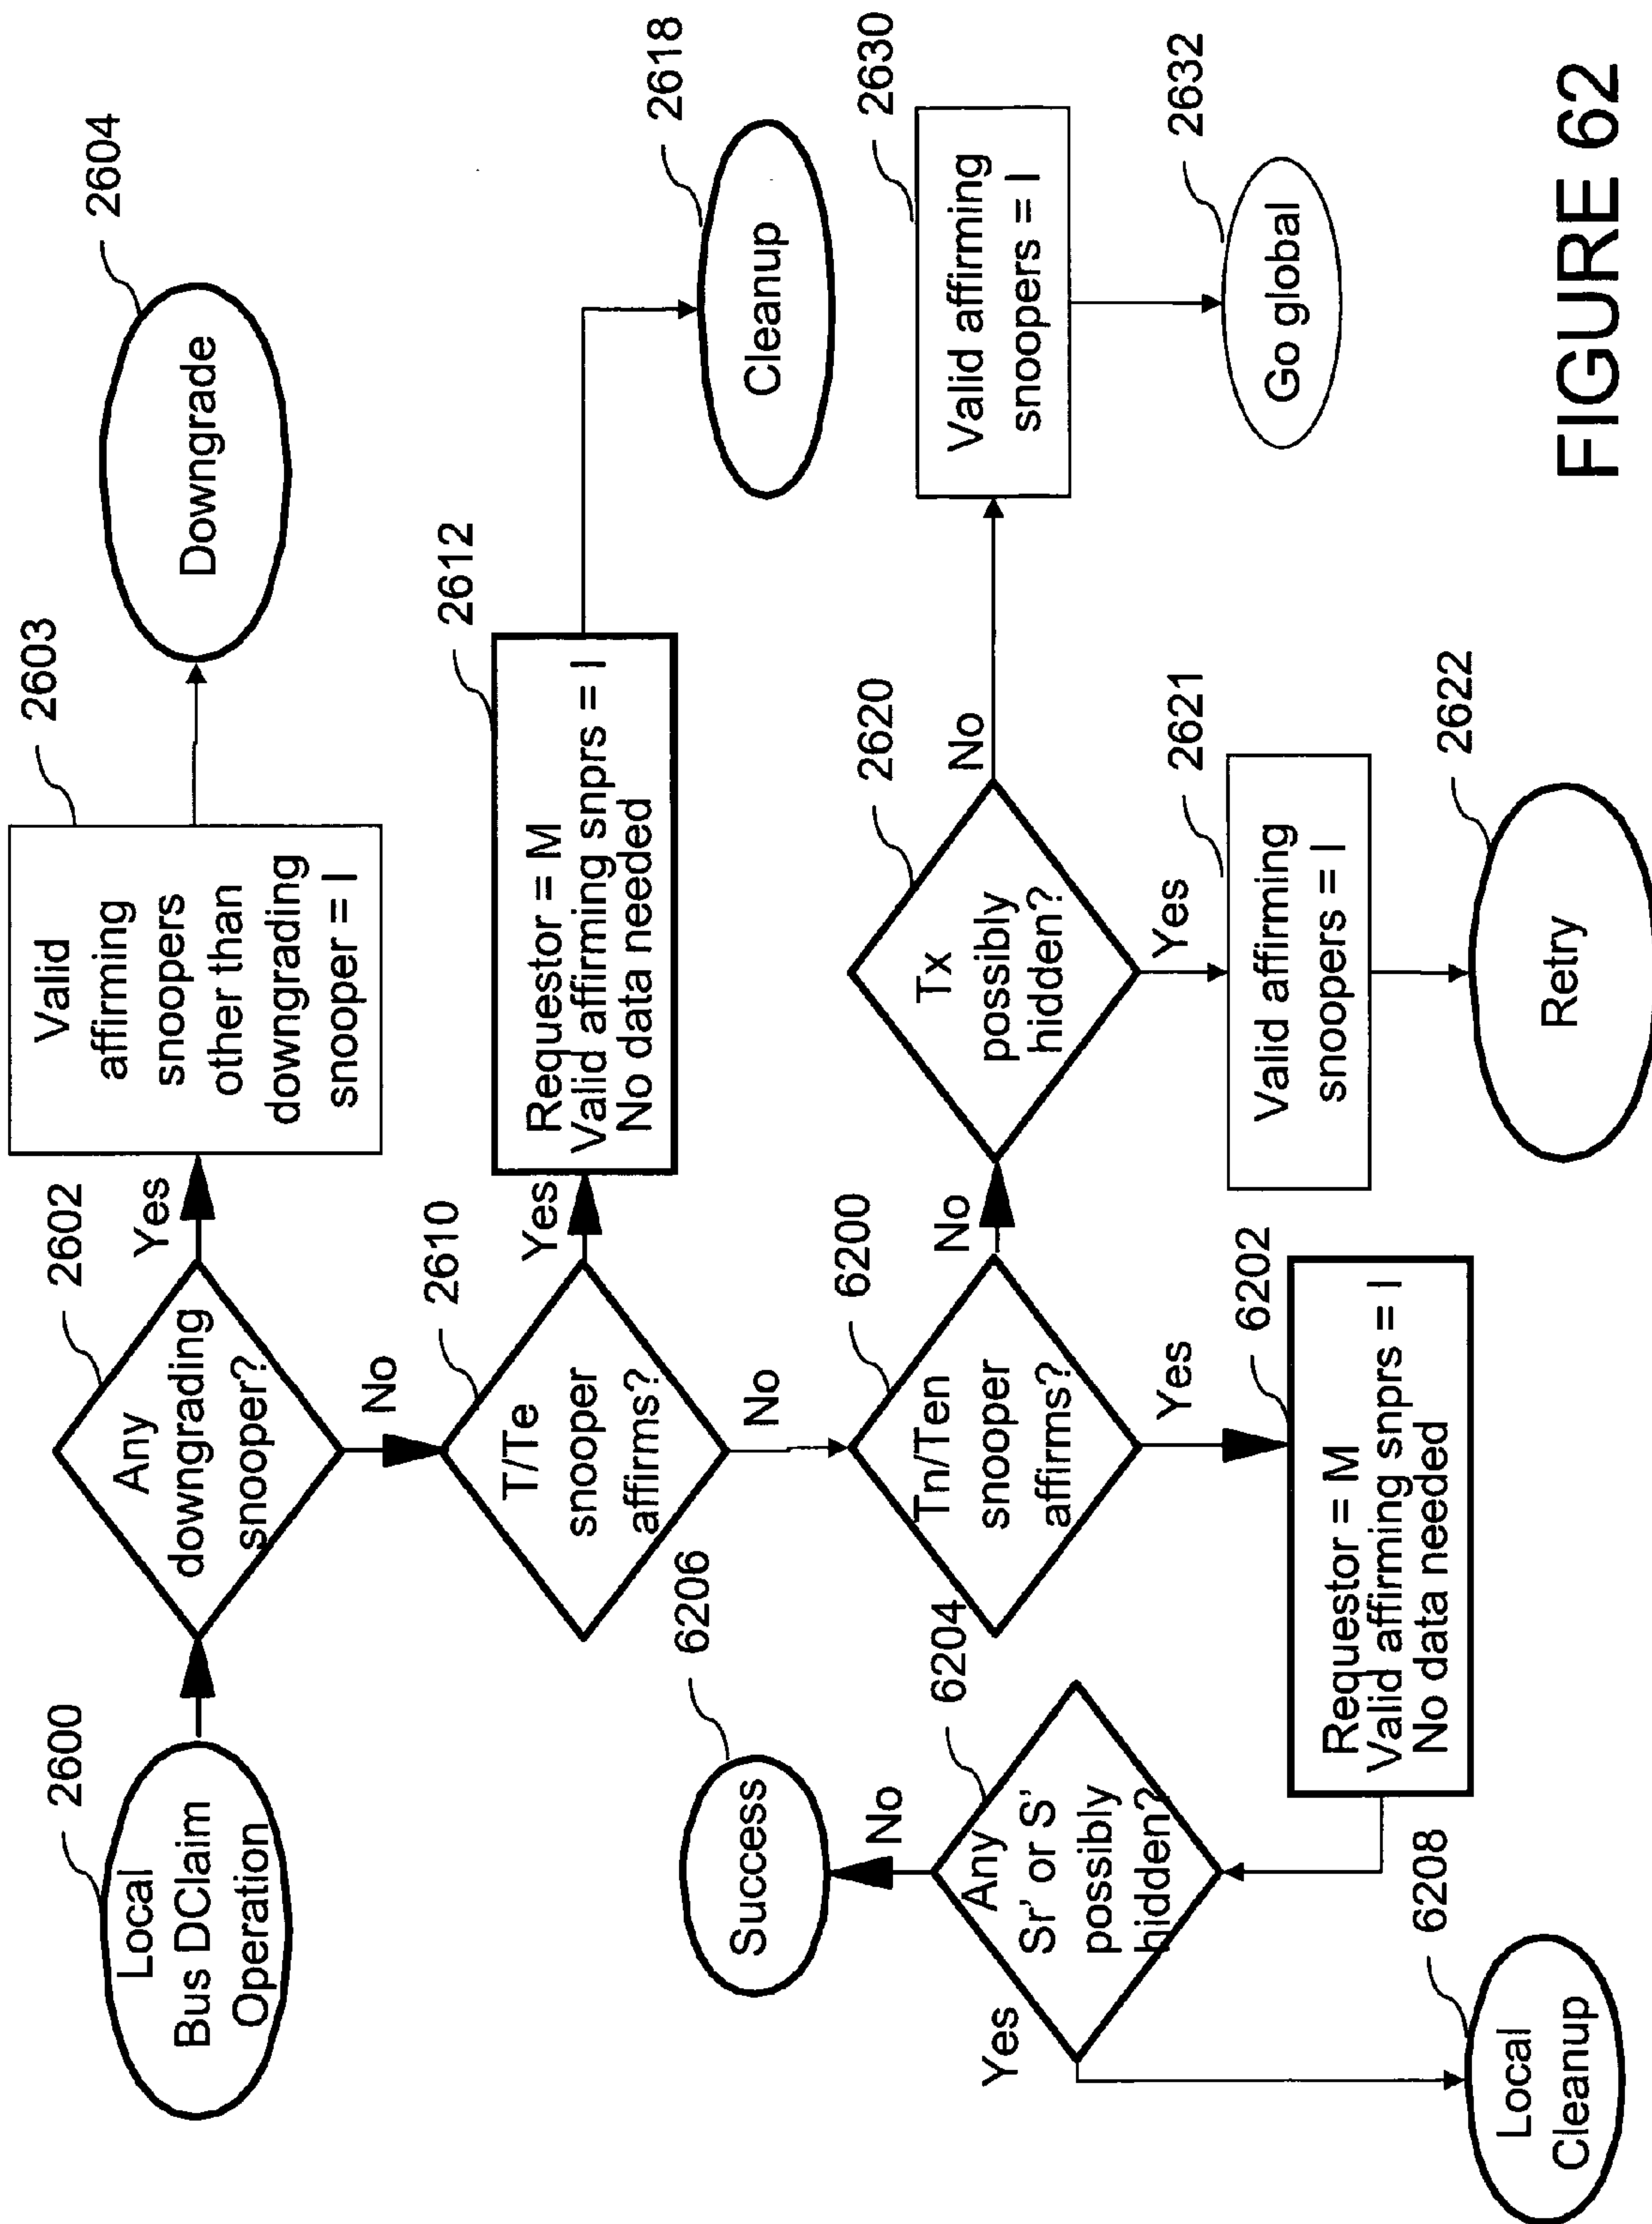 2600
Local
Bus DClaim
Operation
2602
Any
downgrading
snooper?
Yes
No
2603
Valid
affirming
snoopers
other than
downgrading
snooper = I
2604
Downgrade
2610
T/Te
snooper
affirms?
Yes
No
2612
Requestor = M
Valid affirming snprs = I
No data needed
2618
Cleanup
6200
Tn/Ten
snooper
affirms?
No
Yes
2620
Tx
possibly
hidden?
No
Yes
2630
Valid affirming
snoopers = I
2632
Go global
2621
Valid affirming
snoopers = I
2622
Retry
6202
Requestor = M
Valid affirming snprs = I
No data needed
6204
Any
Sr' or S'
possibly
hidden?
No
Yes
6206
Success
6208
Local
Cleanup
FIGURE 62